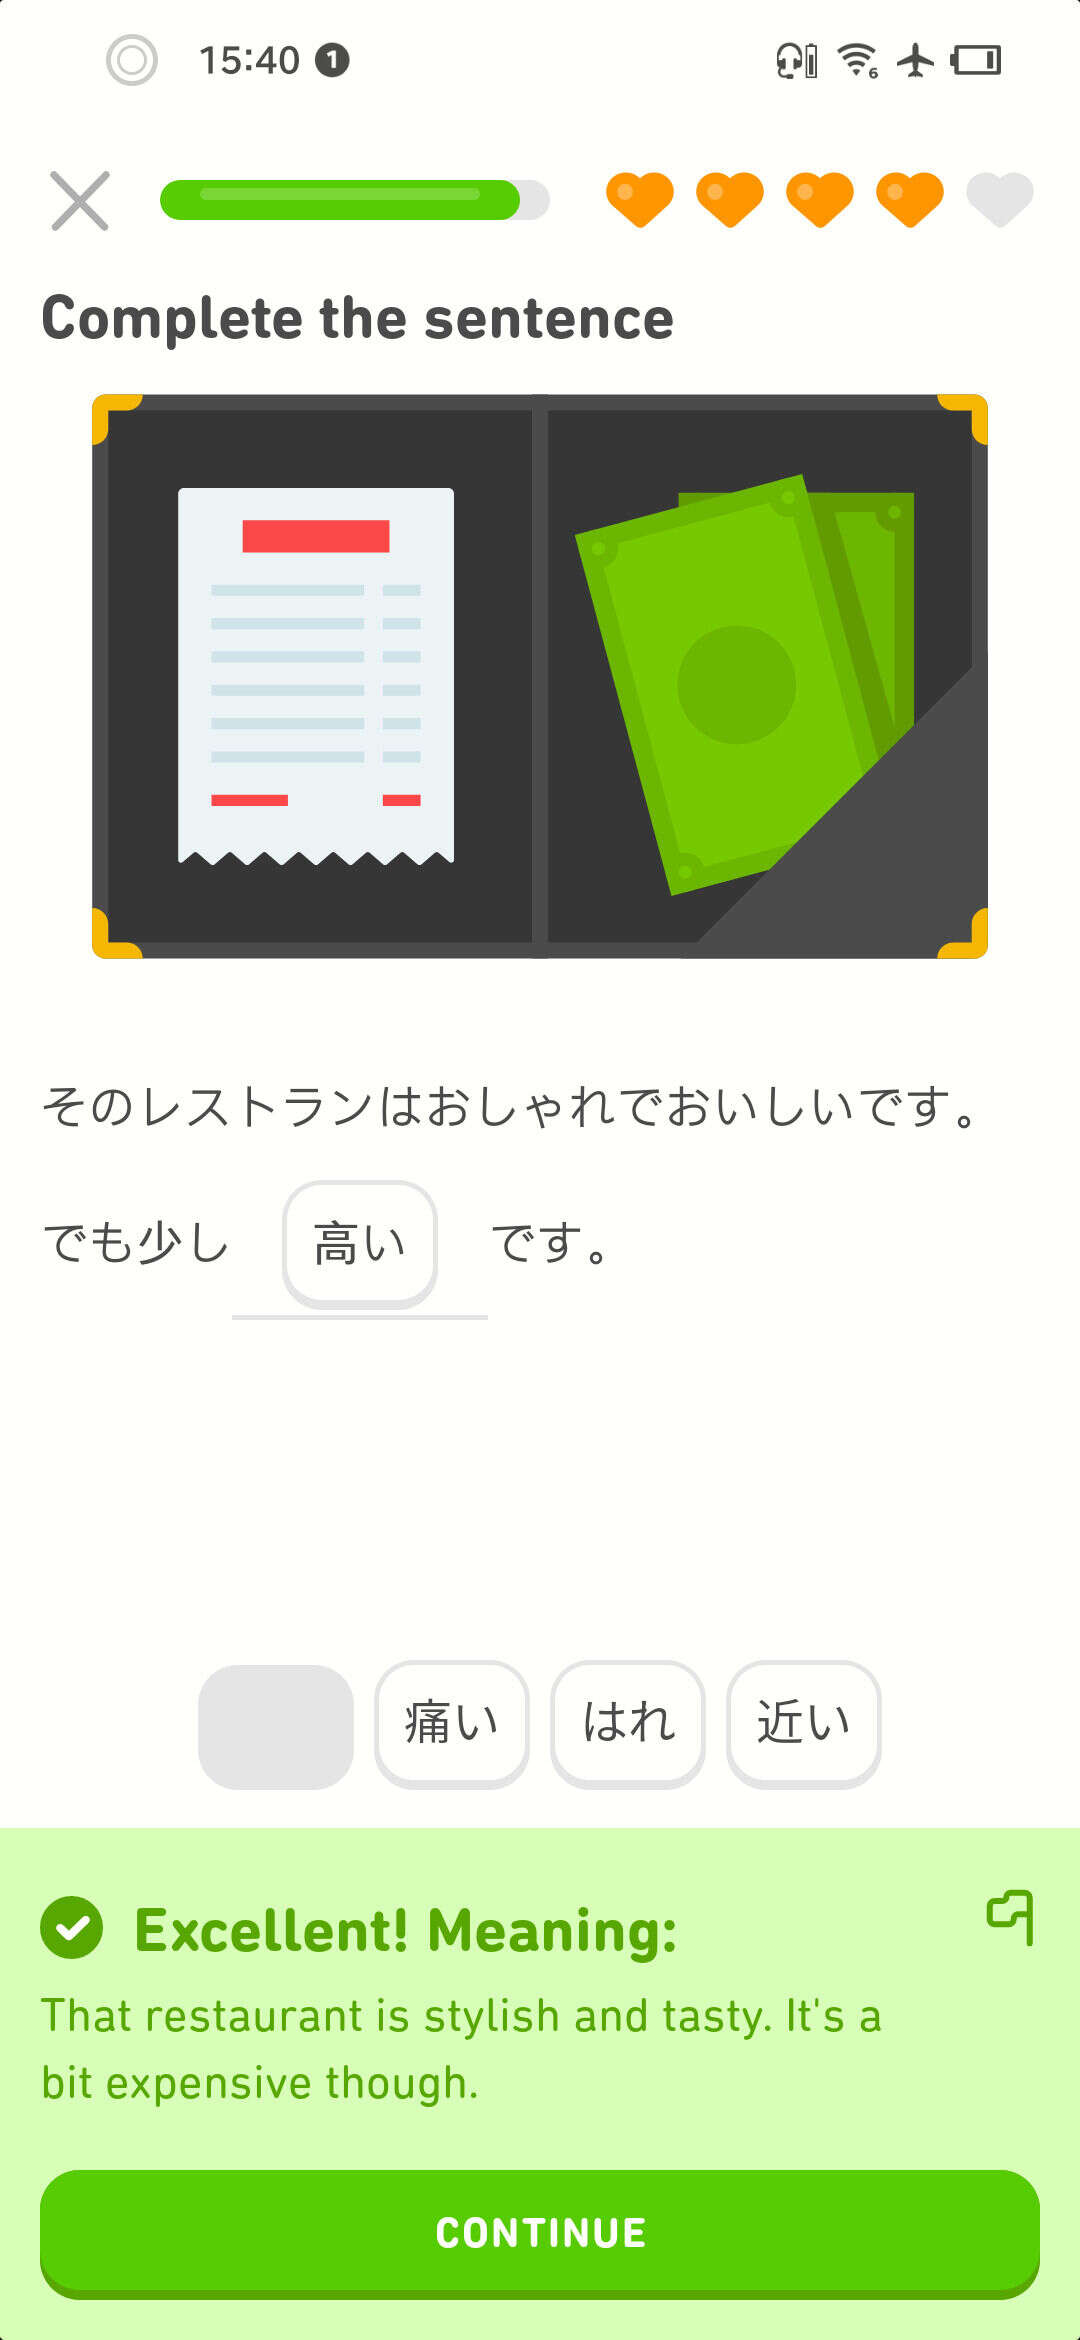 15:40 1
6
Complete the sentence
そのレストランはおしゃれでおいしいです。
でも少し 高い です。
痛い はれ 近い
Excellent! Meaning:
That restaurant is stylish and tasty. It's a
bit expensive though.
CONTINUE